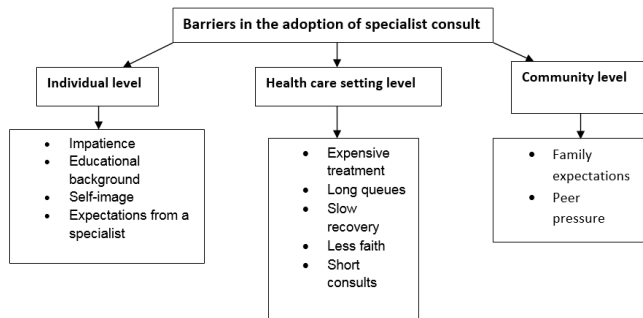 Barriers in the adoption of specialist consult
Individual level
Health care setting level
Community level
• Impatience
• Educational
background
• Self-image
• Expectations from a
specialist
• Expensive
treatment
• Long queues
• Slow
recovery
• Less faith
• Short
consults
• Family
expectations
• Peer
pressure